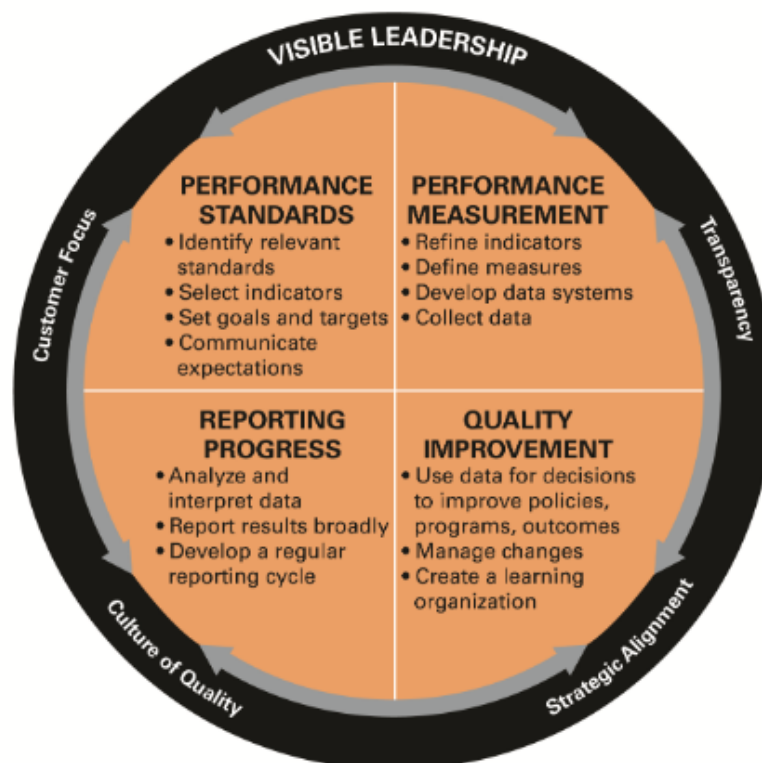 VISIBLE LEADERSHIP
Customer Focus
Transparency
PERFORMANCE
STANDARDS
• Identify relevant
standards
• Select indicators
• Set goals and targets
• Communicate
expectations
PERFORMANCE
MEASUREMENT
• Refine indicators
• Define measures
• Develop data systems
• Collect data
REPORTING
PROGRESS
• Analyze and
interpret data
• Report results broadly
• Develop a regular
reporting cycle
QUALITY
IMPROVEMENT
• Use data for decisions
to improve policies,
programs, outcomes
• Manage changes
• Create a learning
organization
Culture of Quality
Strategic Alignment